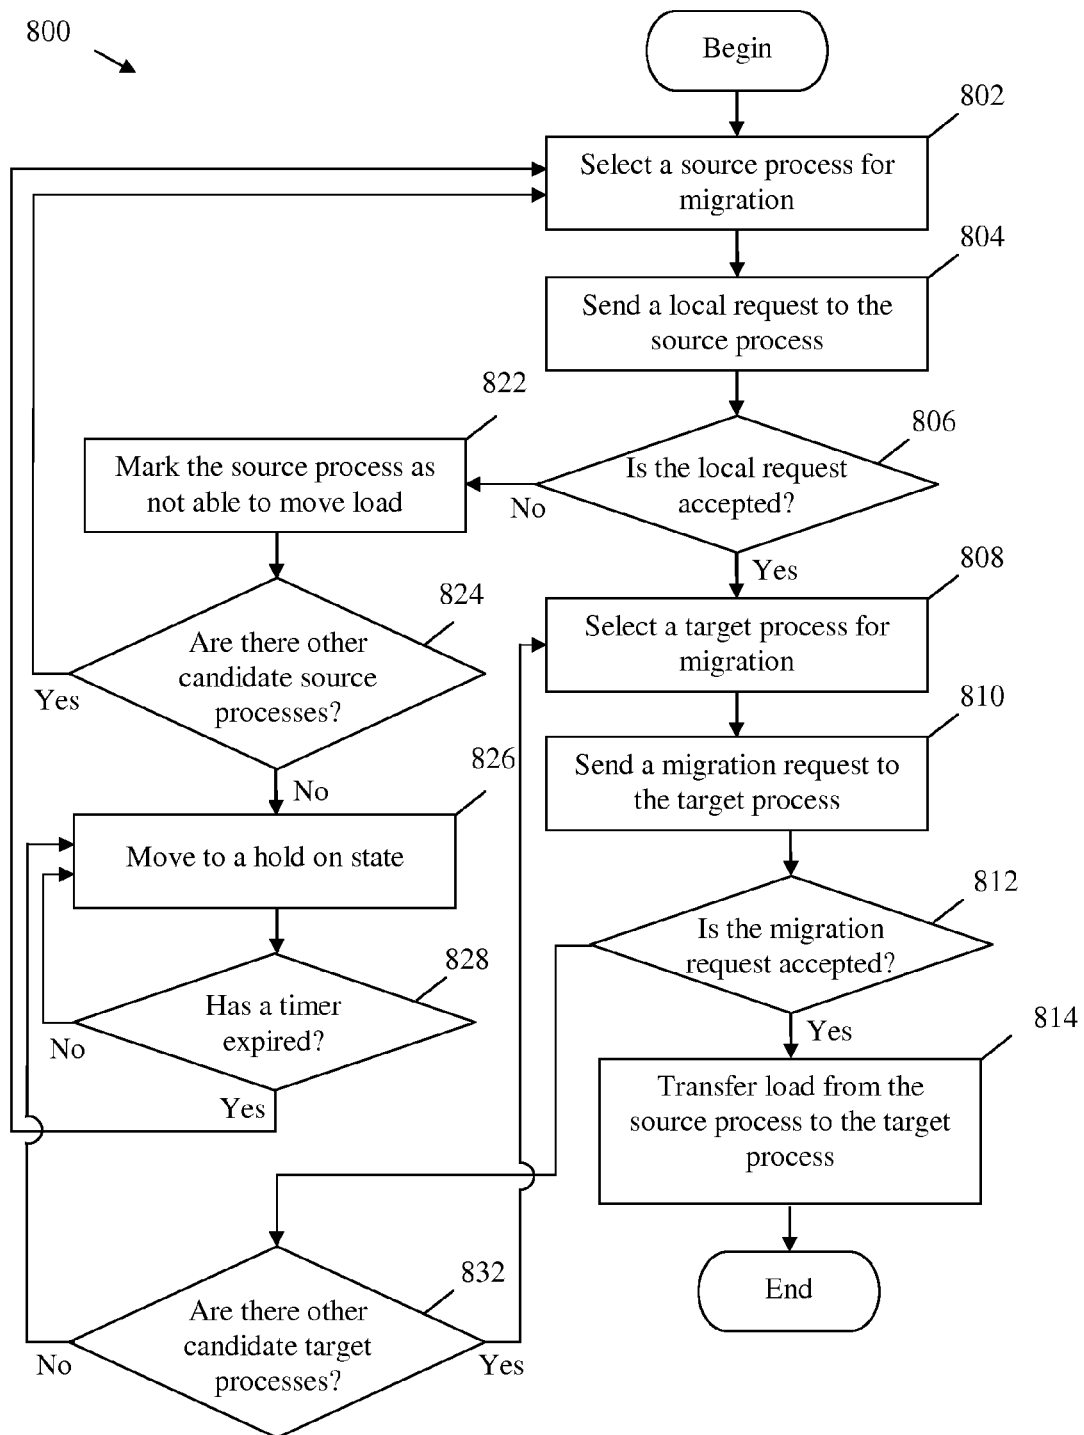 800
Begin
802
Select a source process for
migration
804
Send a local request to the
source process
806
Is the local request
accepted?
No
Yes
822
Mark the source process as
not able to move load
824
Are there other
candidate source
processes?
Yes
No
808
Select a target process for
migration
810
Send a migration request to
the target process
826
Move to a hold on state
828
Has a timer
expired?
No
Yes
812
Is the migration
request accepted?
Yes
814
Transfer load from the
source process to the target
process
End
832
Are there other
candidate target
processes?
No
Yes